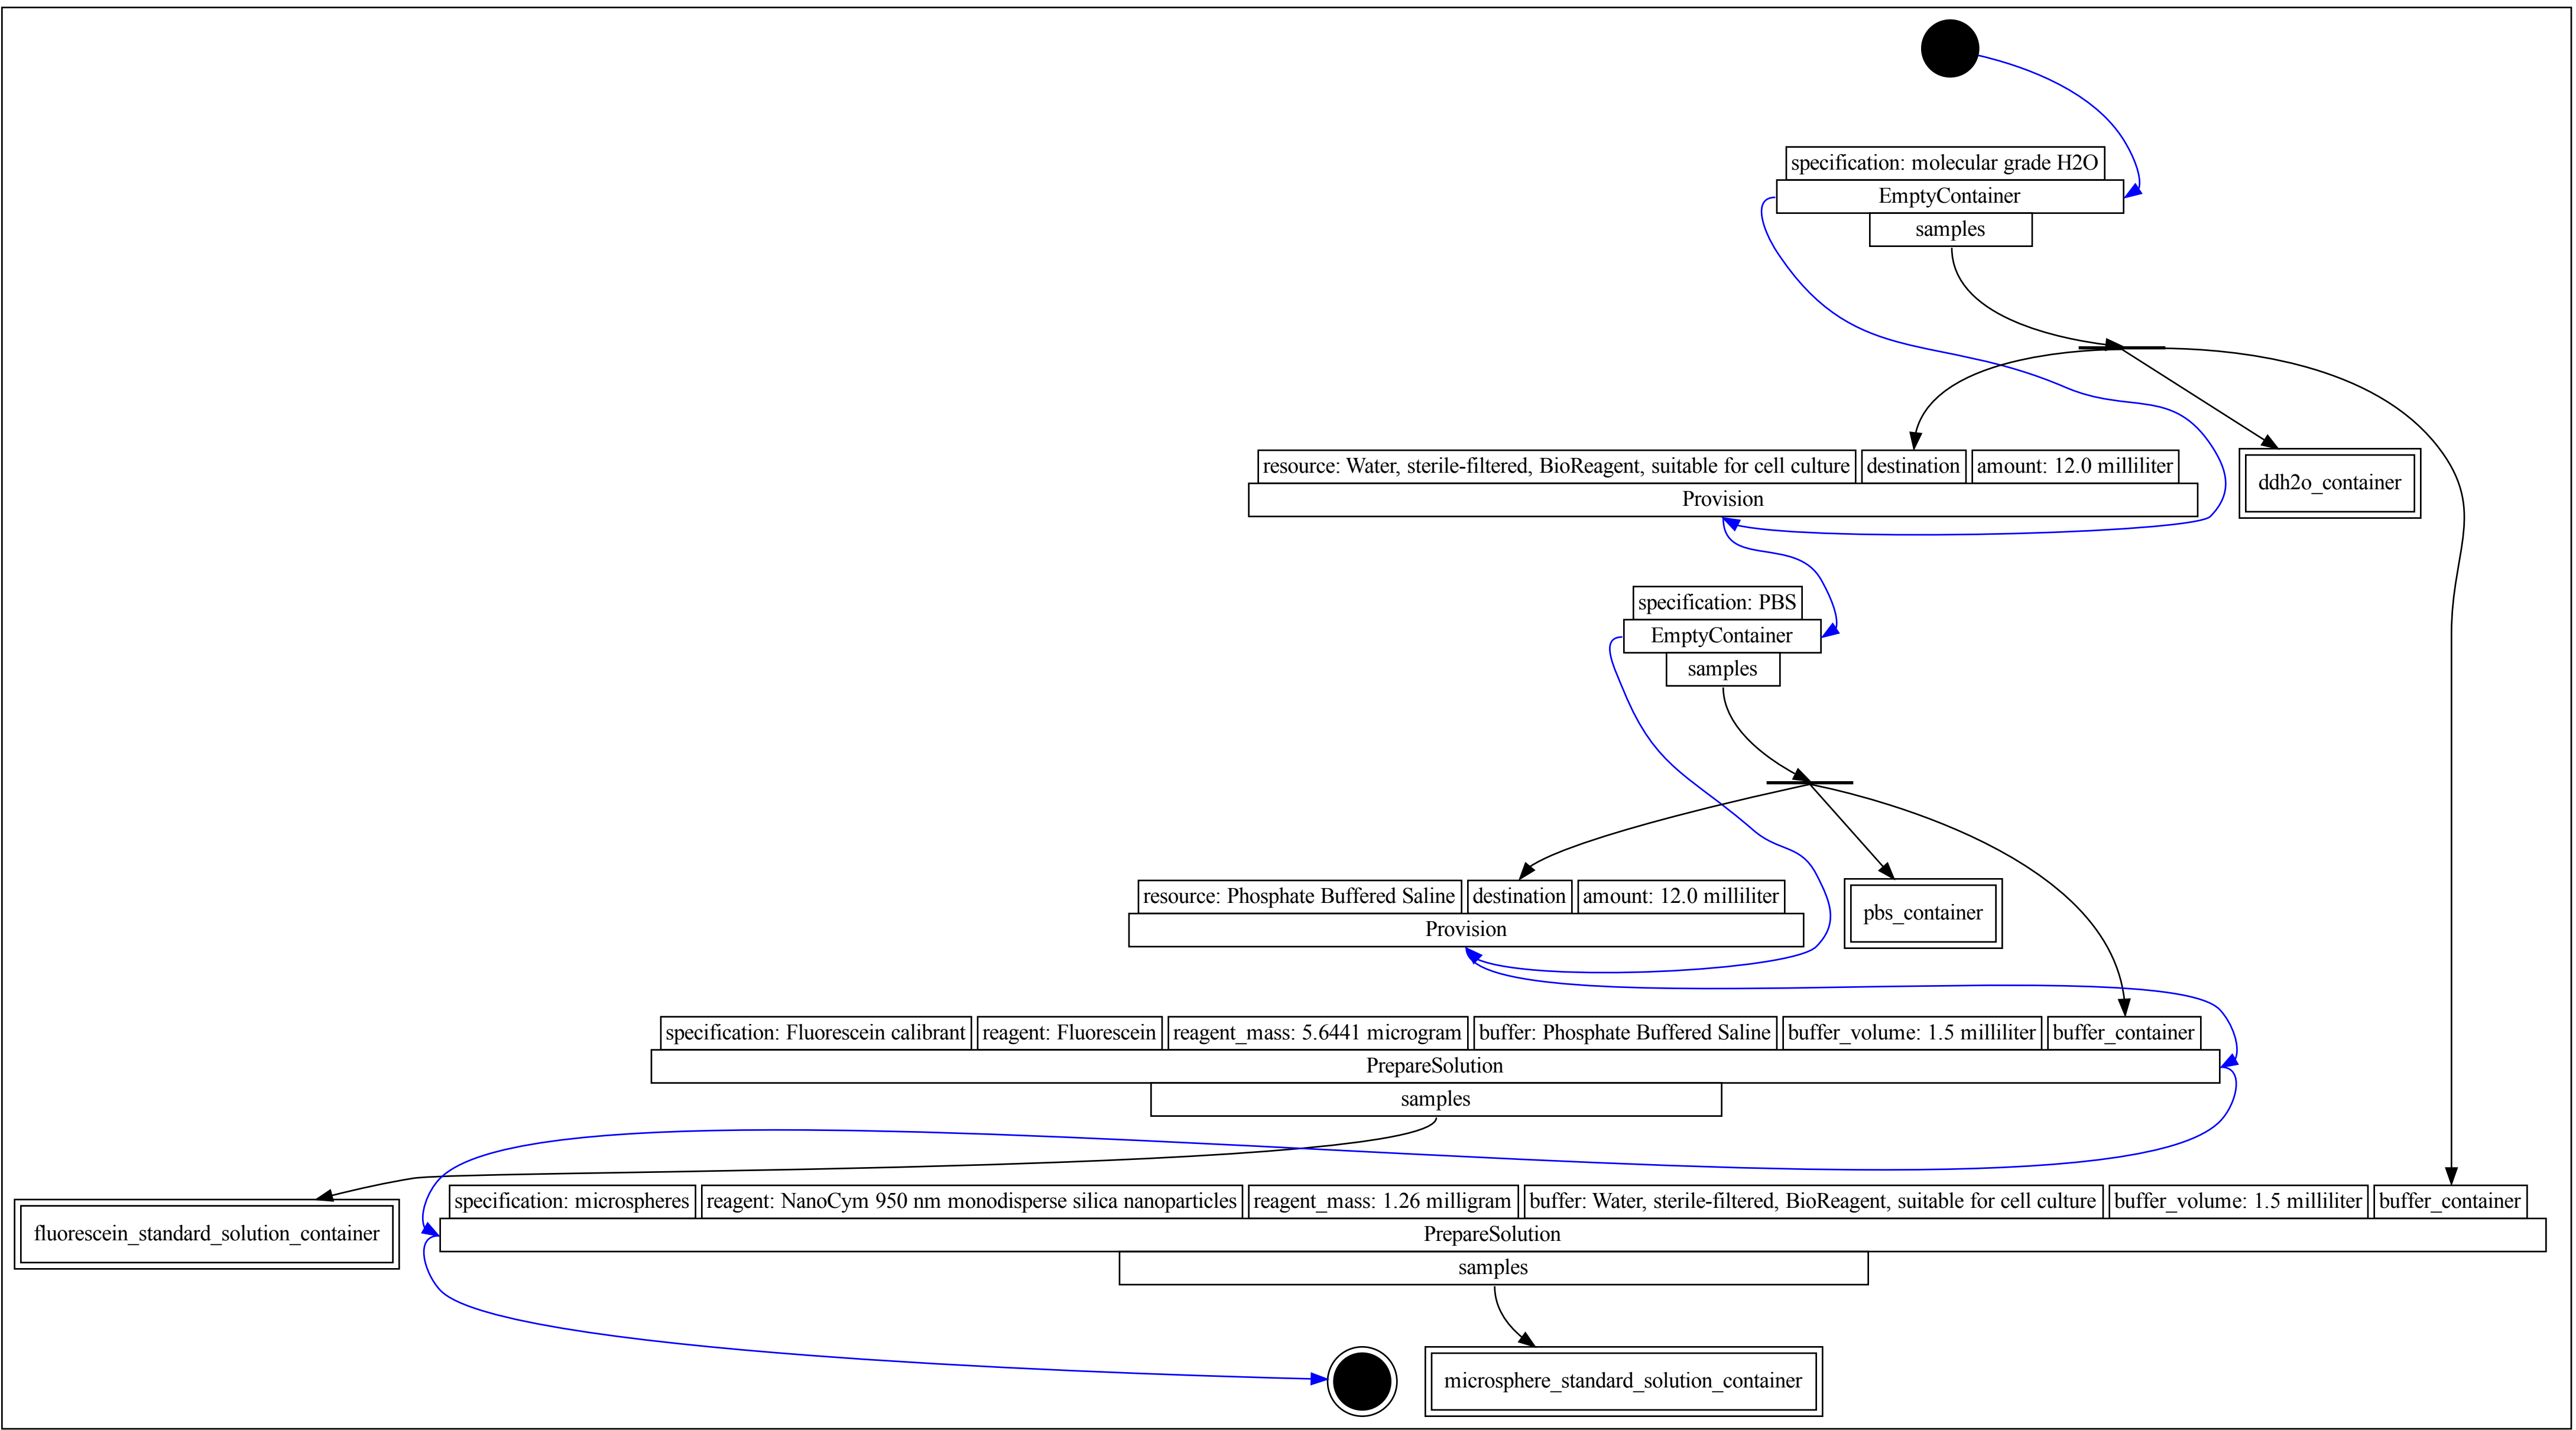 specification: molecular grade H2O
EmptyContainer
samples
resource: Water, sterile-filtered, BioReagent, suitable for cell culture
destination
amount: 12.0 milliliter
Provision
ddh2o_container
specification: PBS
EmptyContainer
samples
resource: Phosphate Buffered Saline
destination
amount: 12.0 milliliter
Provision
pbs_container
specification: Fluorescein calibrant
reagent: Fluorescein
reagent_mass: 5.6441 microgram
buffer: Phosphate Buffered Saline
buffer_volume: 1.5 milliliter
buffer_container
PrepareSolution
samples
fluorescein_standard_solution_container
specification: microspheres
reagent: NanoCym 950 nm monodisperse silica nanoparticles
reagent_mass: 1.26 milligram
buffer: Water, sterile-filtered, BioReagent, suitable for cell culture
buffer_volume: 1.5 milliliter
buffer_container
PrepareSolution
samples
microsphere_standard_solution_container